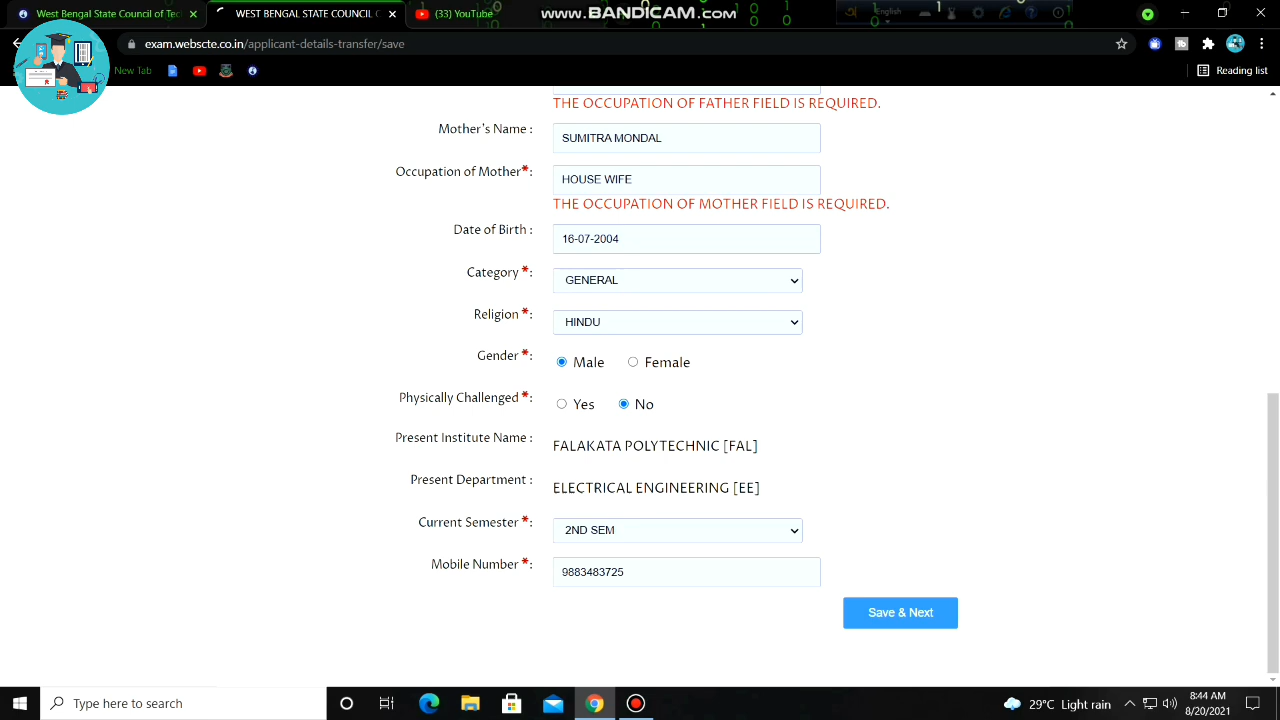 West Bengal State Council of Tec
WEST BENGAL STATE COUNCIL O
(33) YouTube
www.BANDICAM.com
English
exam.webscte.co.in/applicant-details-transfer/save
New Tab
Reading list
THE OCCUPATION OF FATHER FIELD IS REQUIRED.
Mother's Name :
SUMITRA MONDAL
Occupation of Mother*:
HOUSE WIFE
THE OCCUPATION OF MOTHER FIELD IS REQUIRED.
Date of Birth :
16-07-2004
Category *:
GENERAL
Religion *:
HINDU
Gender *:
Male Female
Physically Challenged *:
Yes No
Present Institute Name :
FALAKATA POLYTECHNIC [FAL]
Present Department :
ELECTRICAL ENGINEERING [EE]
Current Semester *:
2ND SEM
Mobile Number *:
9883483725
Save & Next
Type here to search
29°C Light rain
8:44 AM
8/20/2021